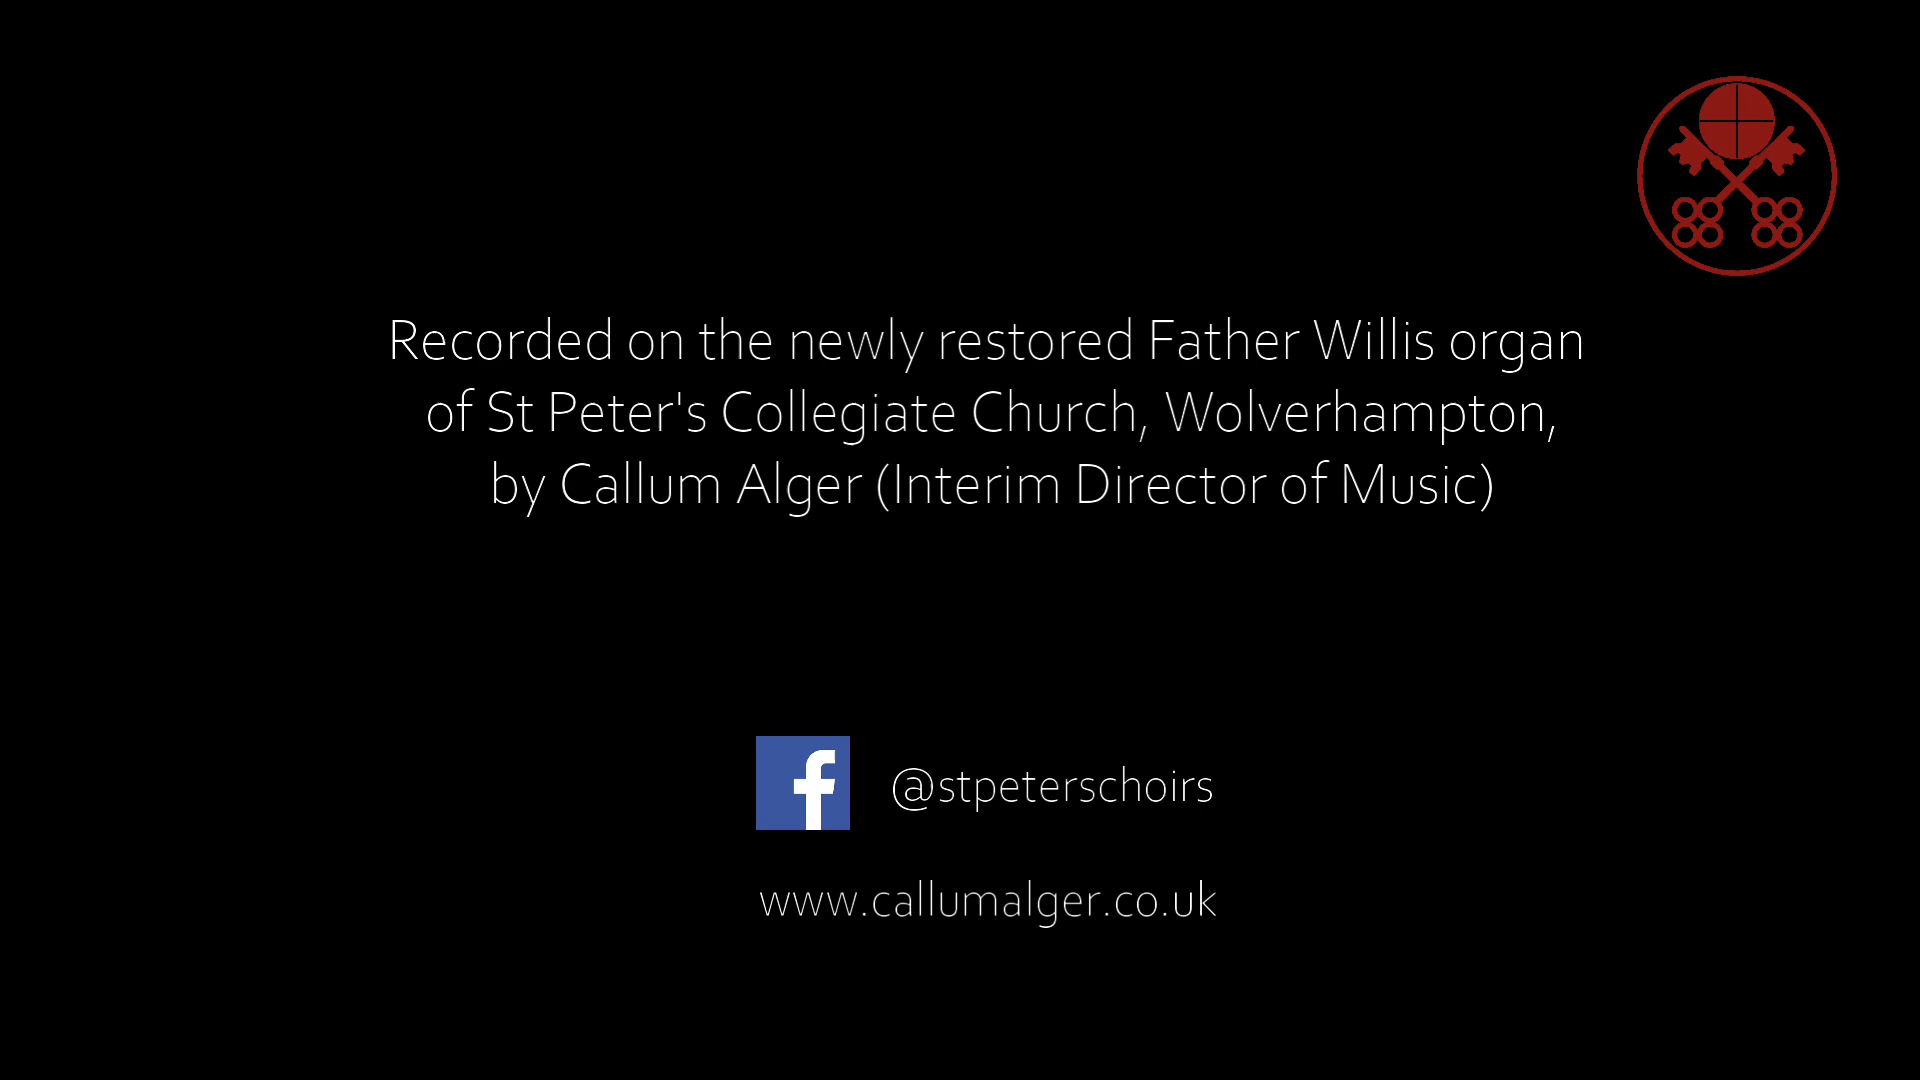 Recorded on the newly restored Father Willis organ
of St Peter's Collegiate Church, Wolverhampton,
by Callum Alger (Interim Director of Music)
@stpeterschoirs
www.callumalger.co.uk